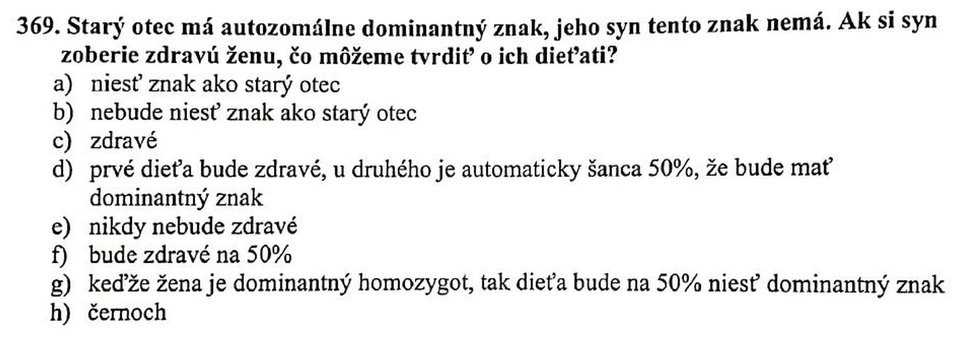 369. Starý otec má autozomálne dominantný znak, jeho syn tento znak nemá. Ak si syn
zoberie zdravú ženu, čo môžeme tvrdiť o ich dieťati?
a) niesť znak ako starý otec
b) nebude niesť znak ako starý otec
c) zdravé
d) prvé dieťa bude zdravé, u druhého je automaticky šanca 50%, že bude mať
dominantný znak
e) nikdy nebude zdravé
f) bude zdravé na 50%
g) keďže žena je dominantný homozygot, tak dieťa bude na 50% niesť dominantný znak
h) černoch